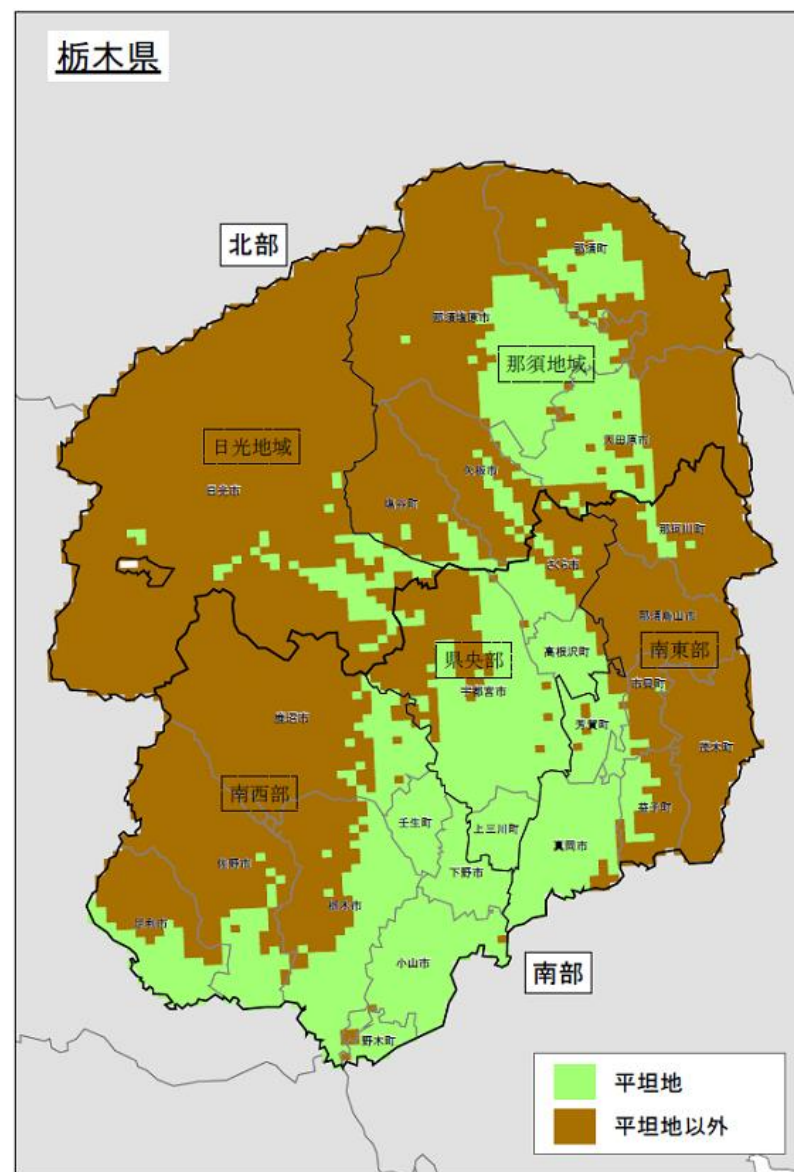 栃木県
北部
那須町
那須塩原市
那須地域
大田原市
日光地域
日光市
矢板市
塩谷町
那珂川町
さくら市
那須烏山市
高根沢町
南東部
県央部
宇都宮市
市貝町
芳賀町
茂木町
鹿沼市
南西部
益子町
壬生町
上三川町
真岡市
下野市
佐野市
栃木市
足利市
小山市
南部
野木町
平坦地
平坦地以外